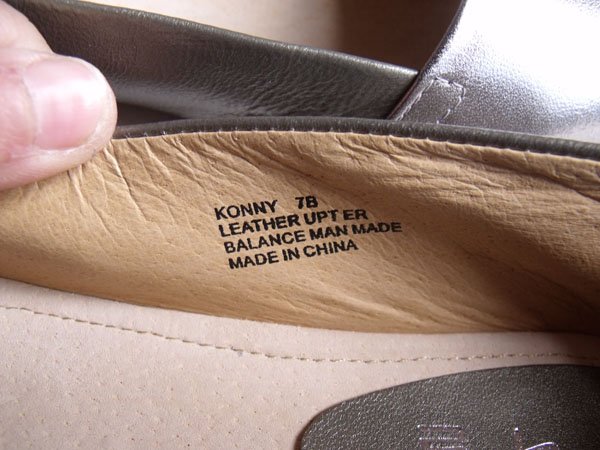 KONNY 7B
LEATHER UPT ER
BALANCE MAN MADE
MADE IN CHINA